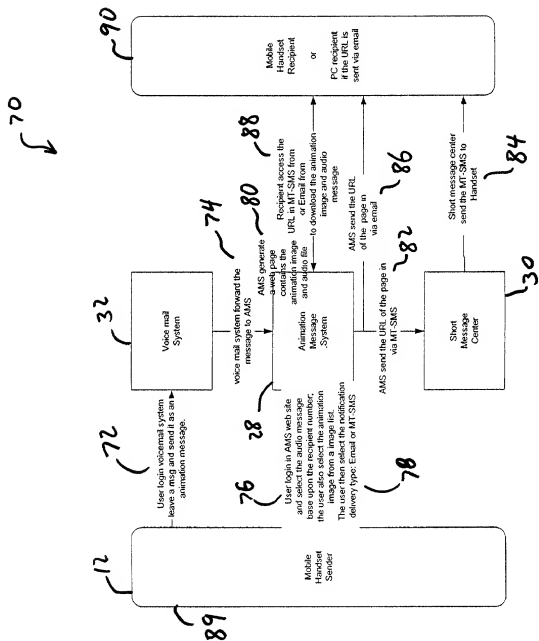 70
12
89
Mobile
Handset
Sender
72
User login voicemail system
leave a msg and send it as an
animation message.
32
Voice mail
System
74
voice mail system forward the
message to AMS
76
User login in AMS web site
and select the audio message
base upon the recipient number;
the user also select the animation
image from a image list.
The user then select the notification
delivery type: Email or MT-SMS
78
28
Animation
Message
.System
80
AMS generate
a web page
contains the
animation image
and audio file
88
Recipient access the
URL in MT-SMS from
or Email from
to download the animation
image and audio
message
AMS send the URL
of the page in
via email
86
AMS send the URL of the page in
via MT-SMS
82
Short
Message
Center
30
Short message center
send the MT-SMS to
Handset
84
90
Mobile
Handset
Recipient
or
PC recipient
if the URL is
sent via email